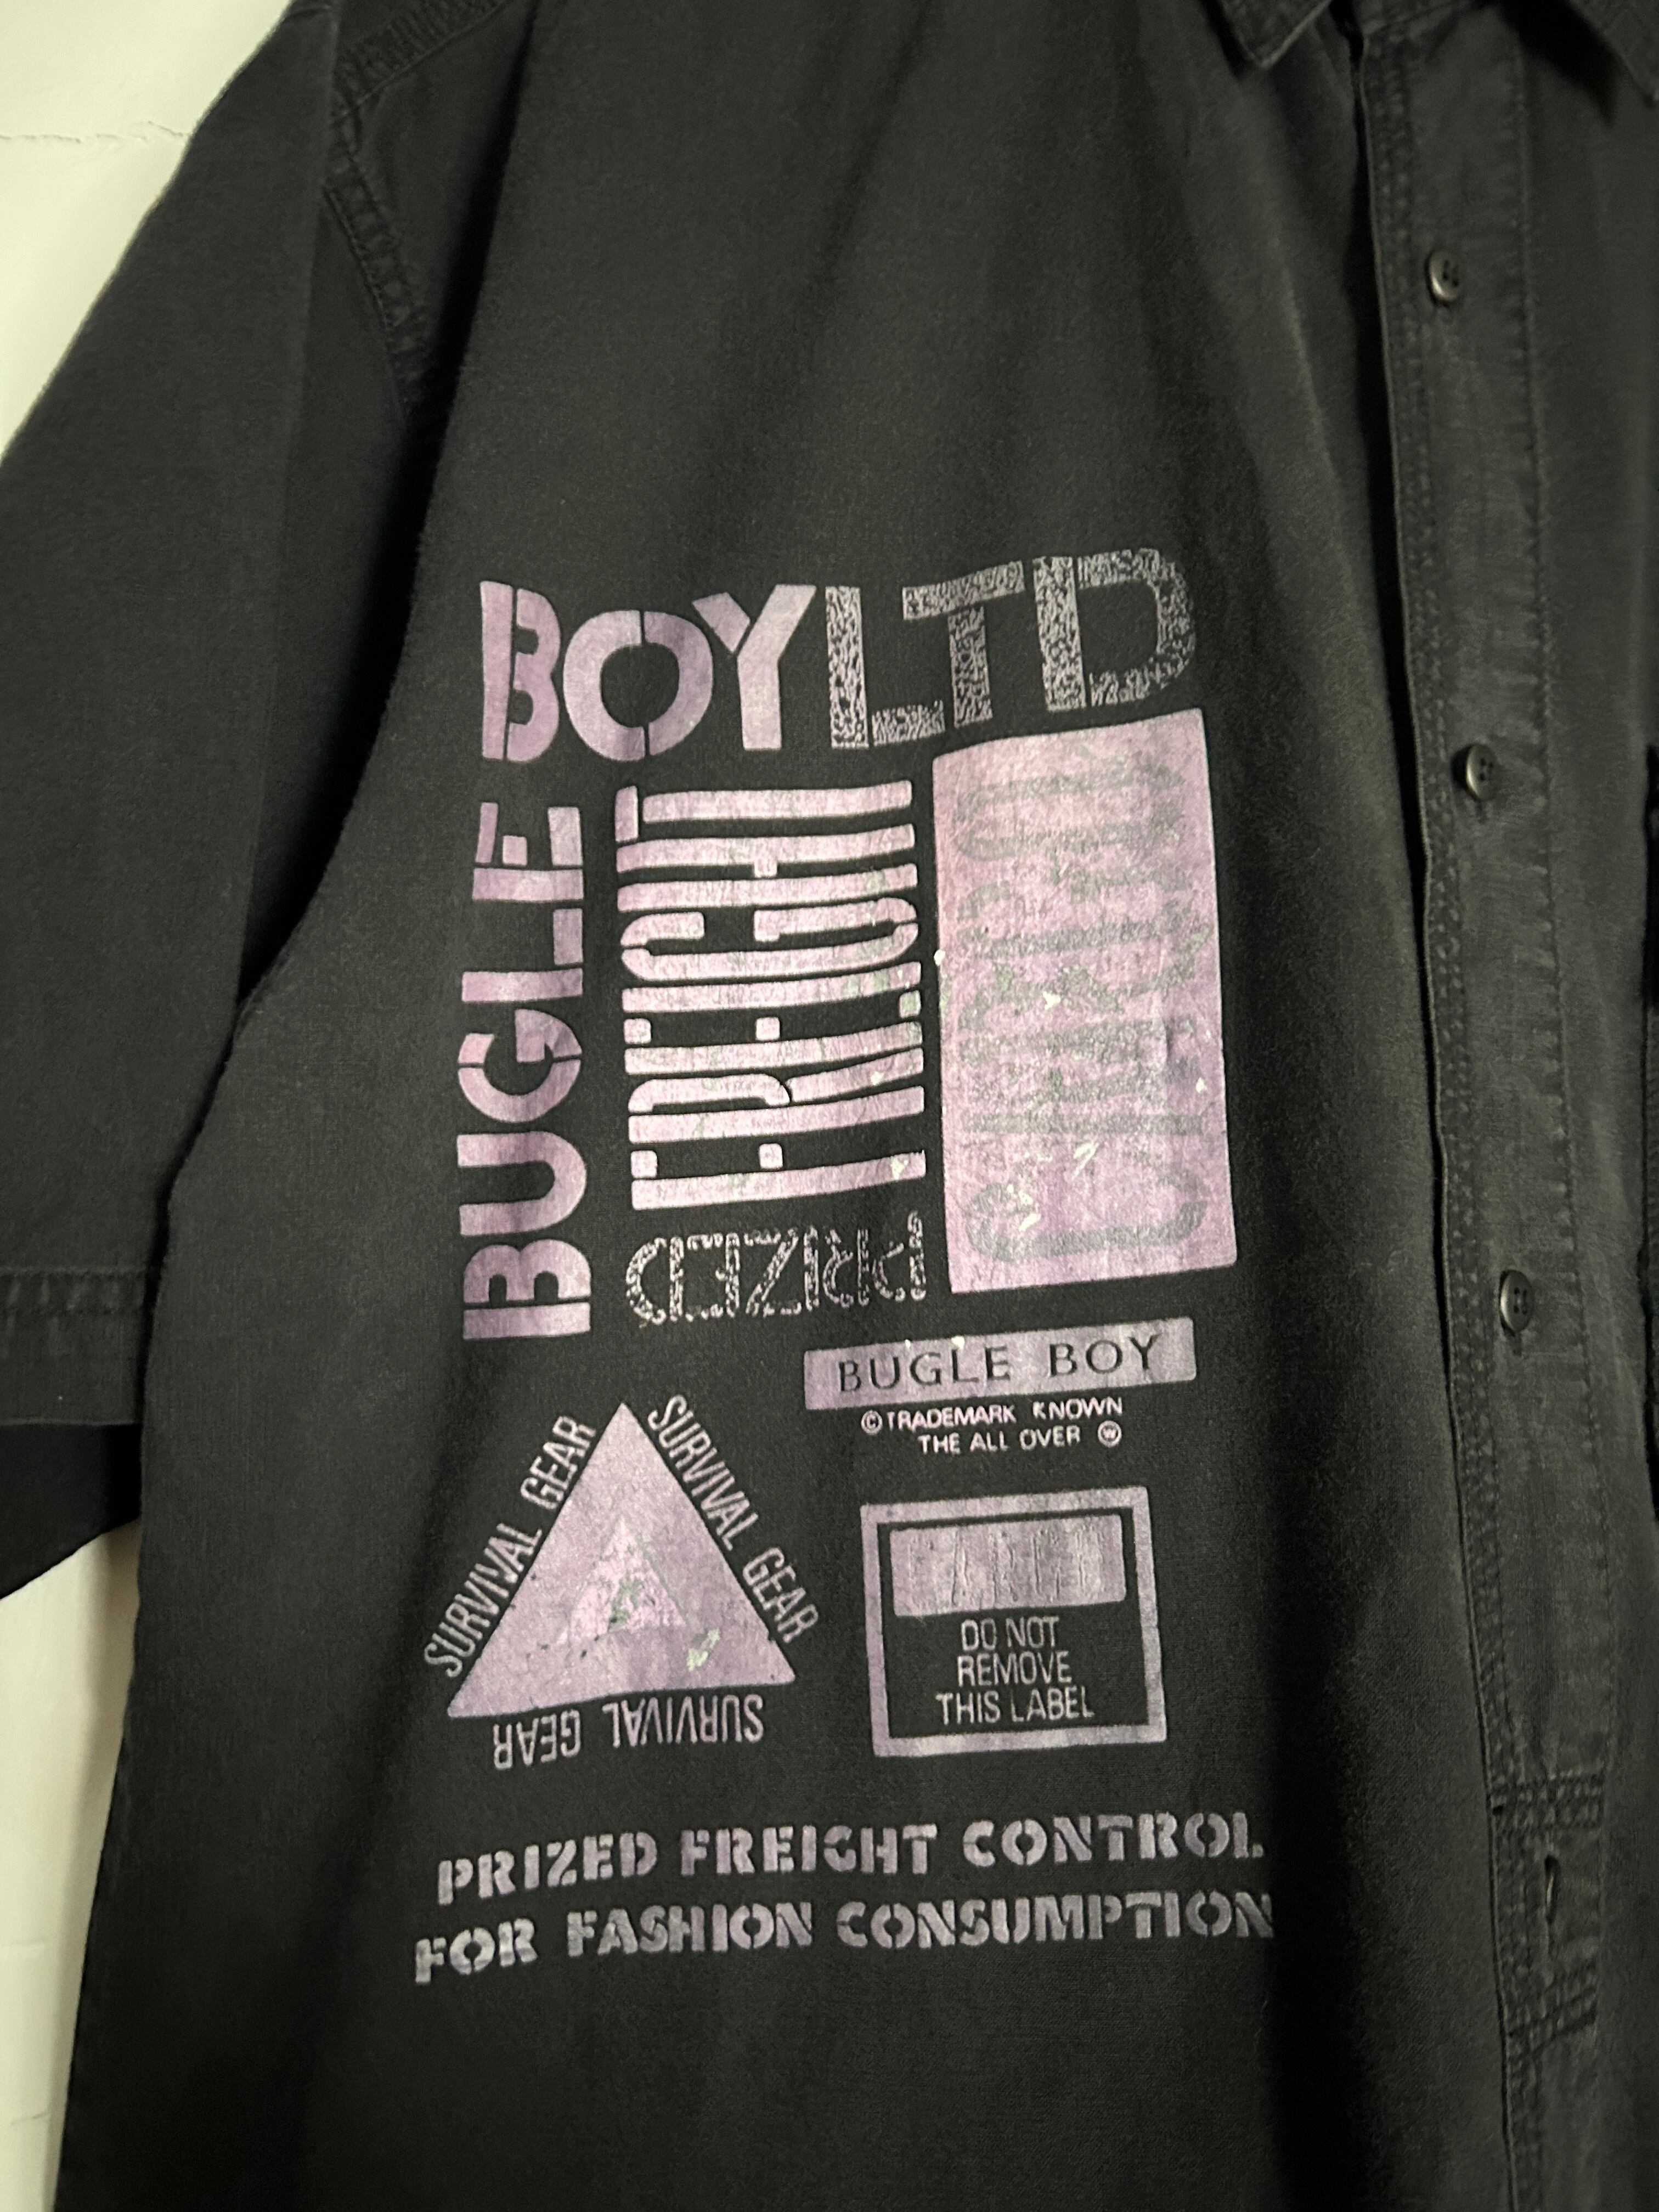 BOY LTD
BUGLE
FREIGHT
CONTROL
PRIZED
BUGLE BOY
© TRADEMARK KNOWN
THE ALL OVER Ⓦ
SURVIVAL GEAR
SURVIVAL GEAR
SURVIVAL GEAR
DO NOT
REMOVE
THIS LABEL
PRIZED FREIGHT CONTROL
FOR FASHION CONSUMPTION